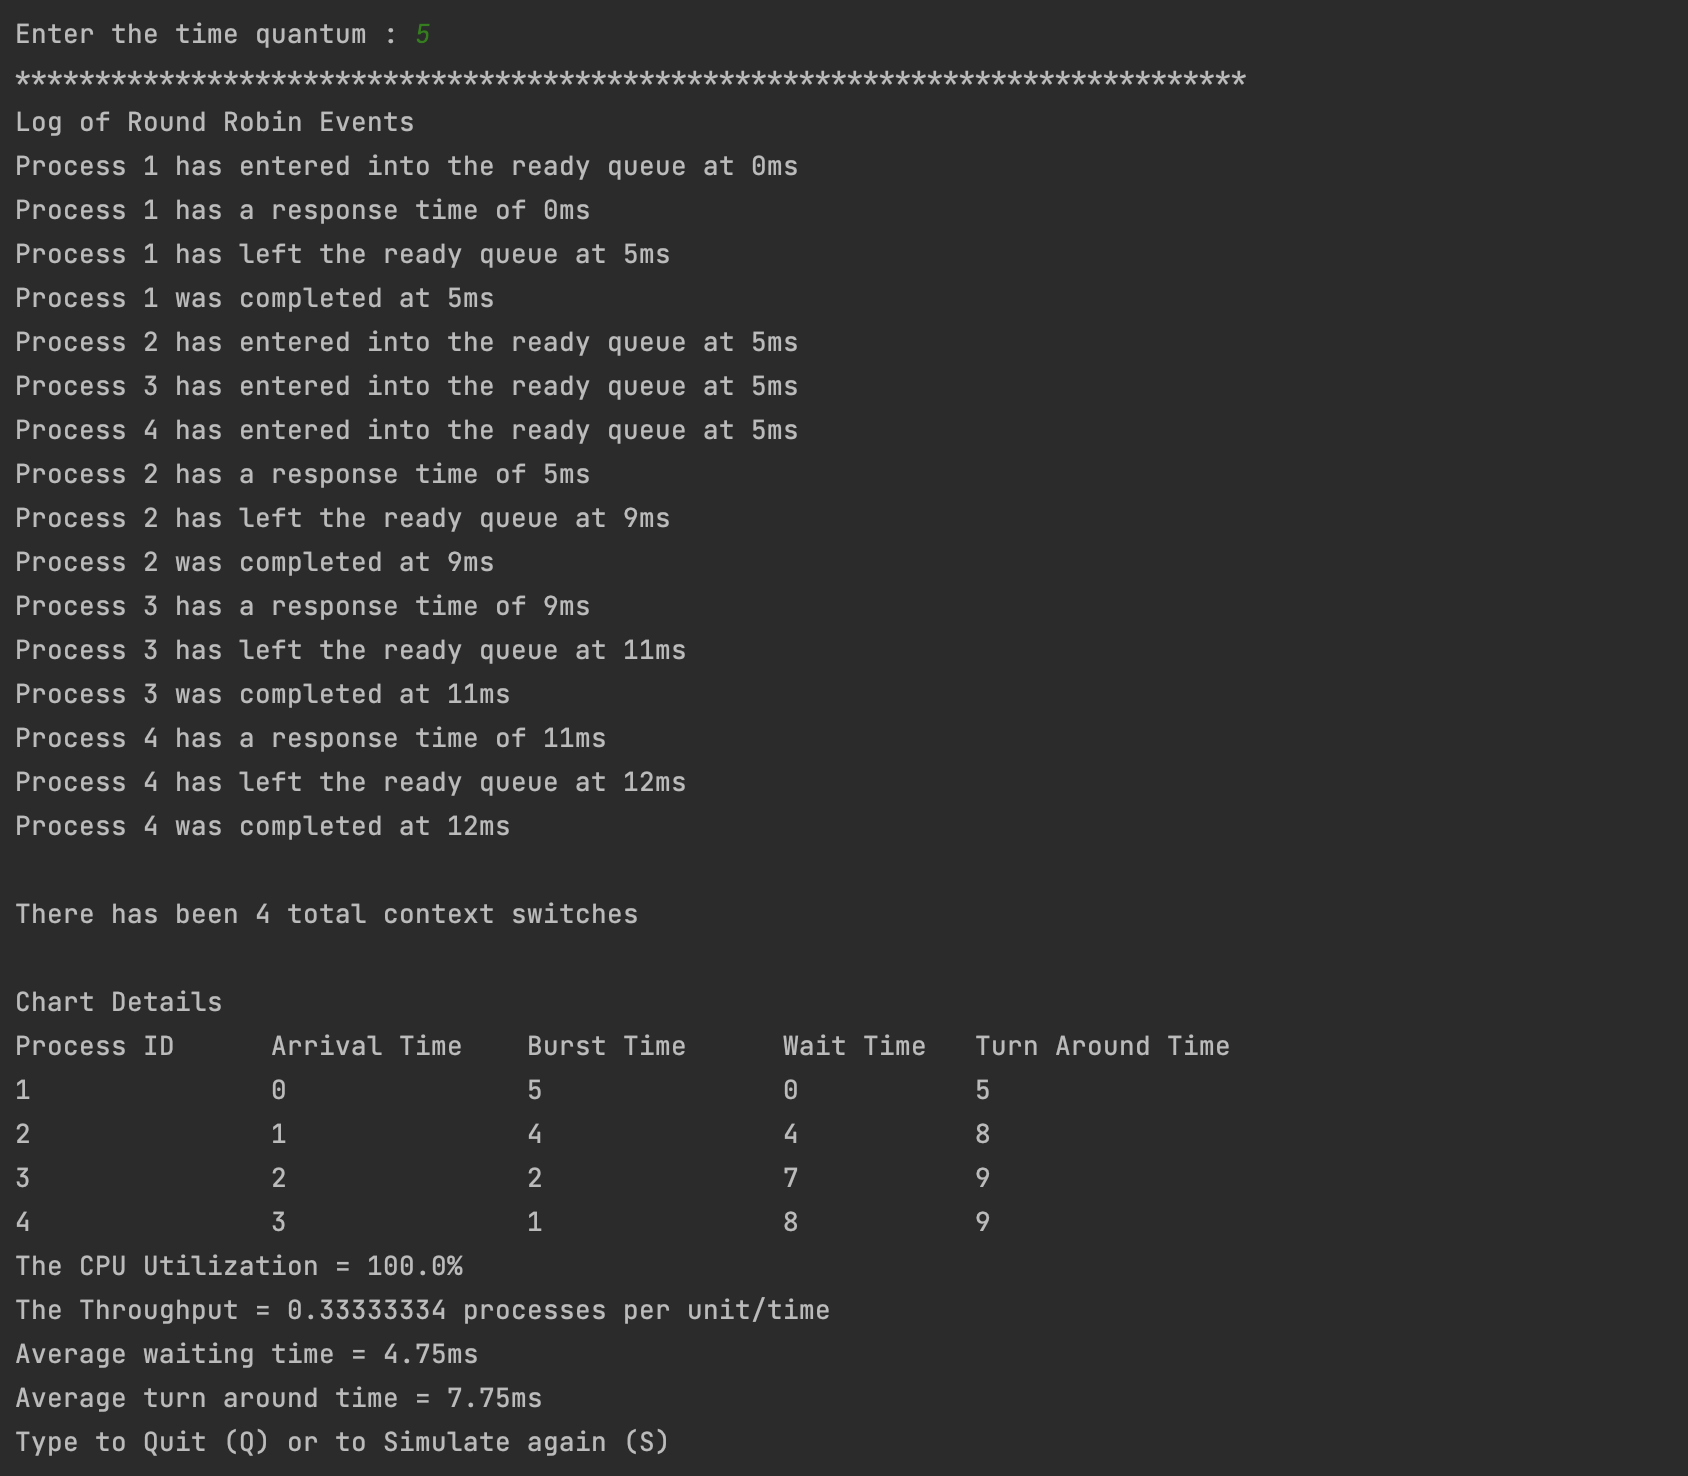 Enter the time quantum : 5
*****************************************************************************
Log of Round Robin Events
Process 1 has entered into the ready queue at 0ms
Process 1 has a response time of 0ms
Process 1 has left the ready queue at 5ms
Process 1 was completed at 5ms
Process 2 has entered into the ready queue at 5ms
Process 3 has entered into the ready queue at 5ms
Process 4 has entered into the ready queue at 5ms
Process 2 has a response time of 5ms
Process 2 has left the ready queue at 9ms
Process 2 was completed at 9ms
Process 3 has a response time of 9ms
Process 3 has left the ready queue at 11ms
Process 3 was completed at 11ms
Process 4 has a response time of 11ms
Process 4 has left the ready queue at 12ms
Process 4 was completed at 12ms

There has been 4 total context switches

Chart Details
Process ID      Arrival Time    Burst Time      Wait Time   Turn Around Time
1               0               5               0           5
2               1               4               4           8
3               2               2               7           9
4               3               1               8           9
The CPU Utilization = 100.0%
The Throughput = 0.33333334 processes per unit/time
Average waiting time = 4.75ms
Average turn around time = 7.75ms
Type to Quit (Q) or to Simulate again (S)